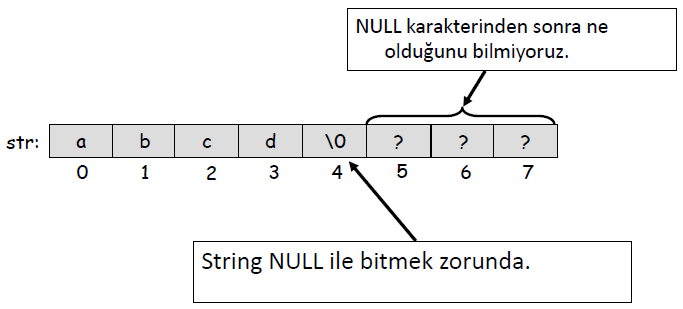 NULL karakterinden sonra ne
olduğunu bilmiyoruz.
str: a b c d \0 ? ? ?
0 1 2 3 4 5 6 7
String NULL ile bitmek zorunda.